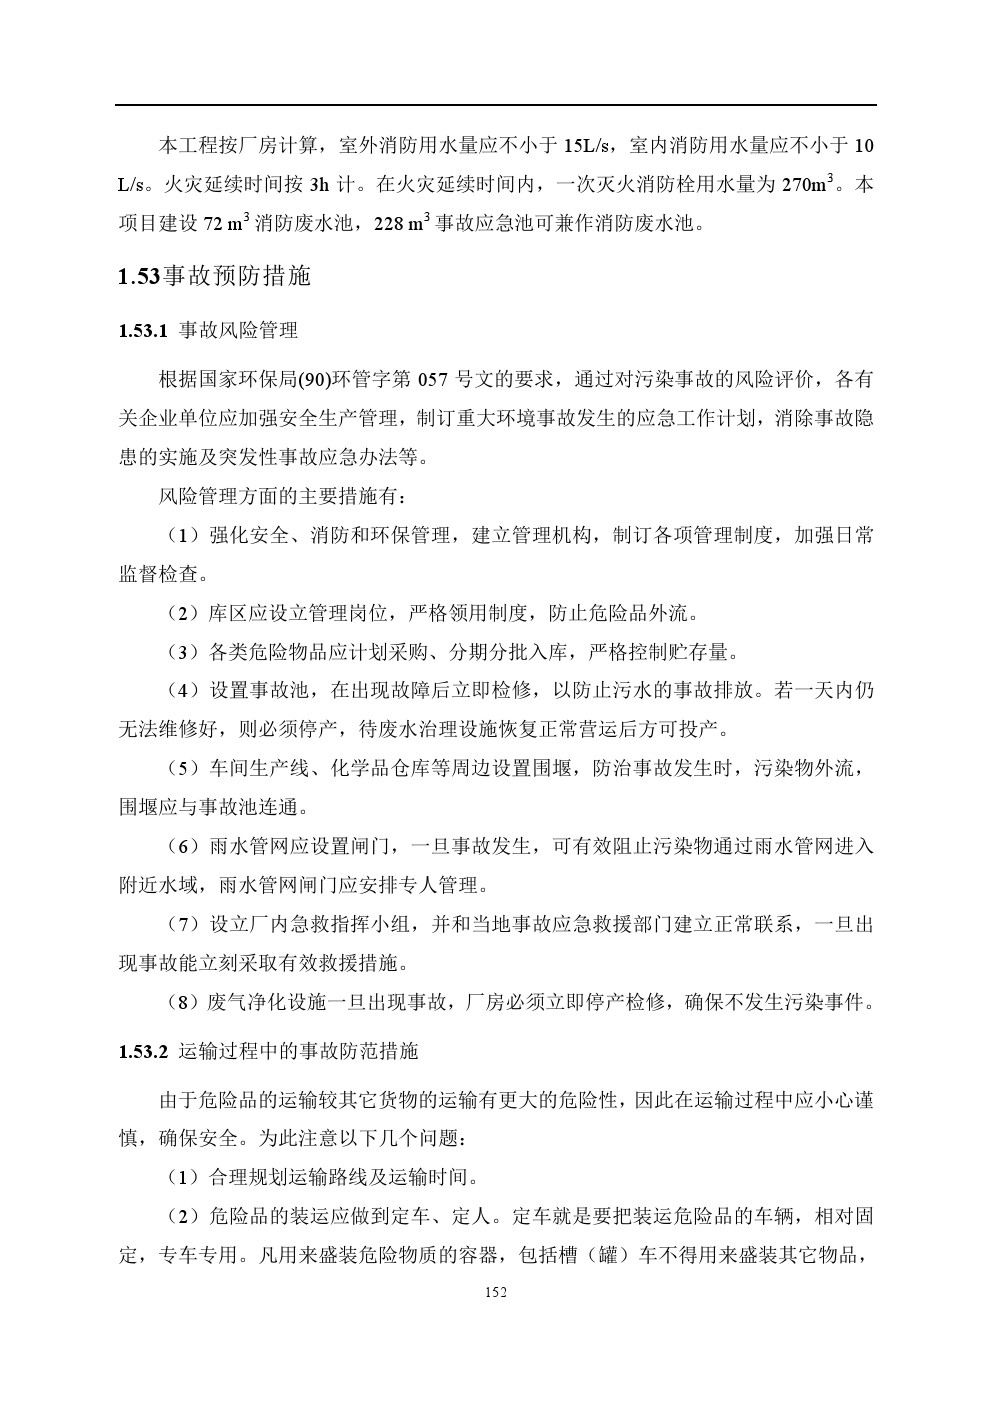 本工程按厂房计算，室外消防用水量应不小于 15L/s，室内消防用水量应不小于 10
L/s。火灾延续时间按 3h 计。在火灾延续时间内，一次灭火消防栓用水量为 270m³。本
项目建设 72 m³ 消防废水池，228 m³ 事故应急池可兼作消防废水池。
1.53事故预防措施
1.53.1 事故风险管理
根据国家环保局(90)环管字第 057 号文的要求，通过对污染事故的风险评价，各有
关企业单位应加强安全生产管理，制订重大环境事故发生的应急工作计划，消除事故隐
患的实施及突发性事故应急办法等。
风险管理方面的主要措施有：
（1）强化安全、消防和环保管理，建立管理机构，制订各项管理制度，加强日常
监督检查。
（2）库区应设立管理岗位，严格领用制度，防止危险品外流。
（3）各类危险物品应计划采购、分期分批入库，严格控制贮存量。
（4）设置事故池，在出现故障后立即检修，以防止污水的事故排放。若一天内仍
无法维修好，则必须停产，待废水治理设施恢复正常营运后方可投产。
（5）车间生产线、化学品仓库等周边设置围堰，防治事故发生时，污染物外流，
围堰应与事故池连通。
（6）雨水管网应设置闸门，一旦事故发生，可有效阻止污染物通过雨水管网进入
附近水域，雨水管网闸门应安排专人管理。
（7）设立厂内急救指挥小组，并和当地事故应急救援部门建立正常联系，一旦出
现事故能立刻采取有效救援措施。
（8）废气净化设施一旦出现事故，厂房必须立即停产检修，确保不发生污染事件。
1.53.2 运输过程中的事故防范措施
由于危险品的运输较其它货物的运输有更大的危险性，因此在运输过程中应小心谨
慎，确保安全。为此注意以下几个问题：
（1）合理规划运输路线及运输时间。
（2）危险品的装运应做到定车、定人。定车就是要把装运危险品的车辆，相对固
定，专车专用。凡用来盛装危险物质的容器，包括槽（罐）车不得用来盛装其它物品，
152